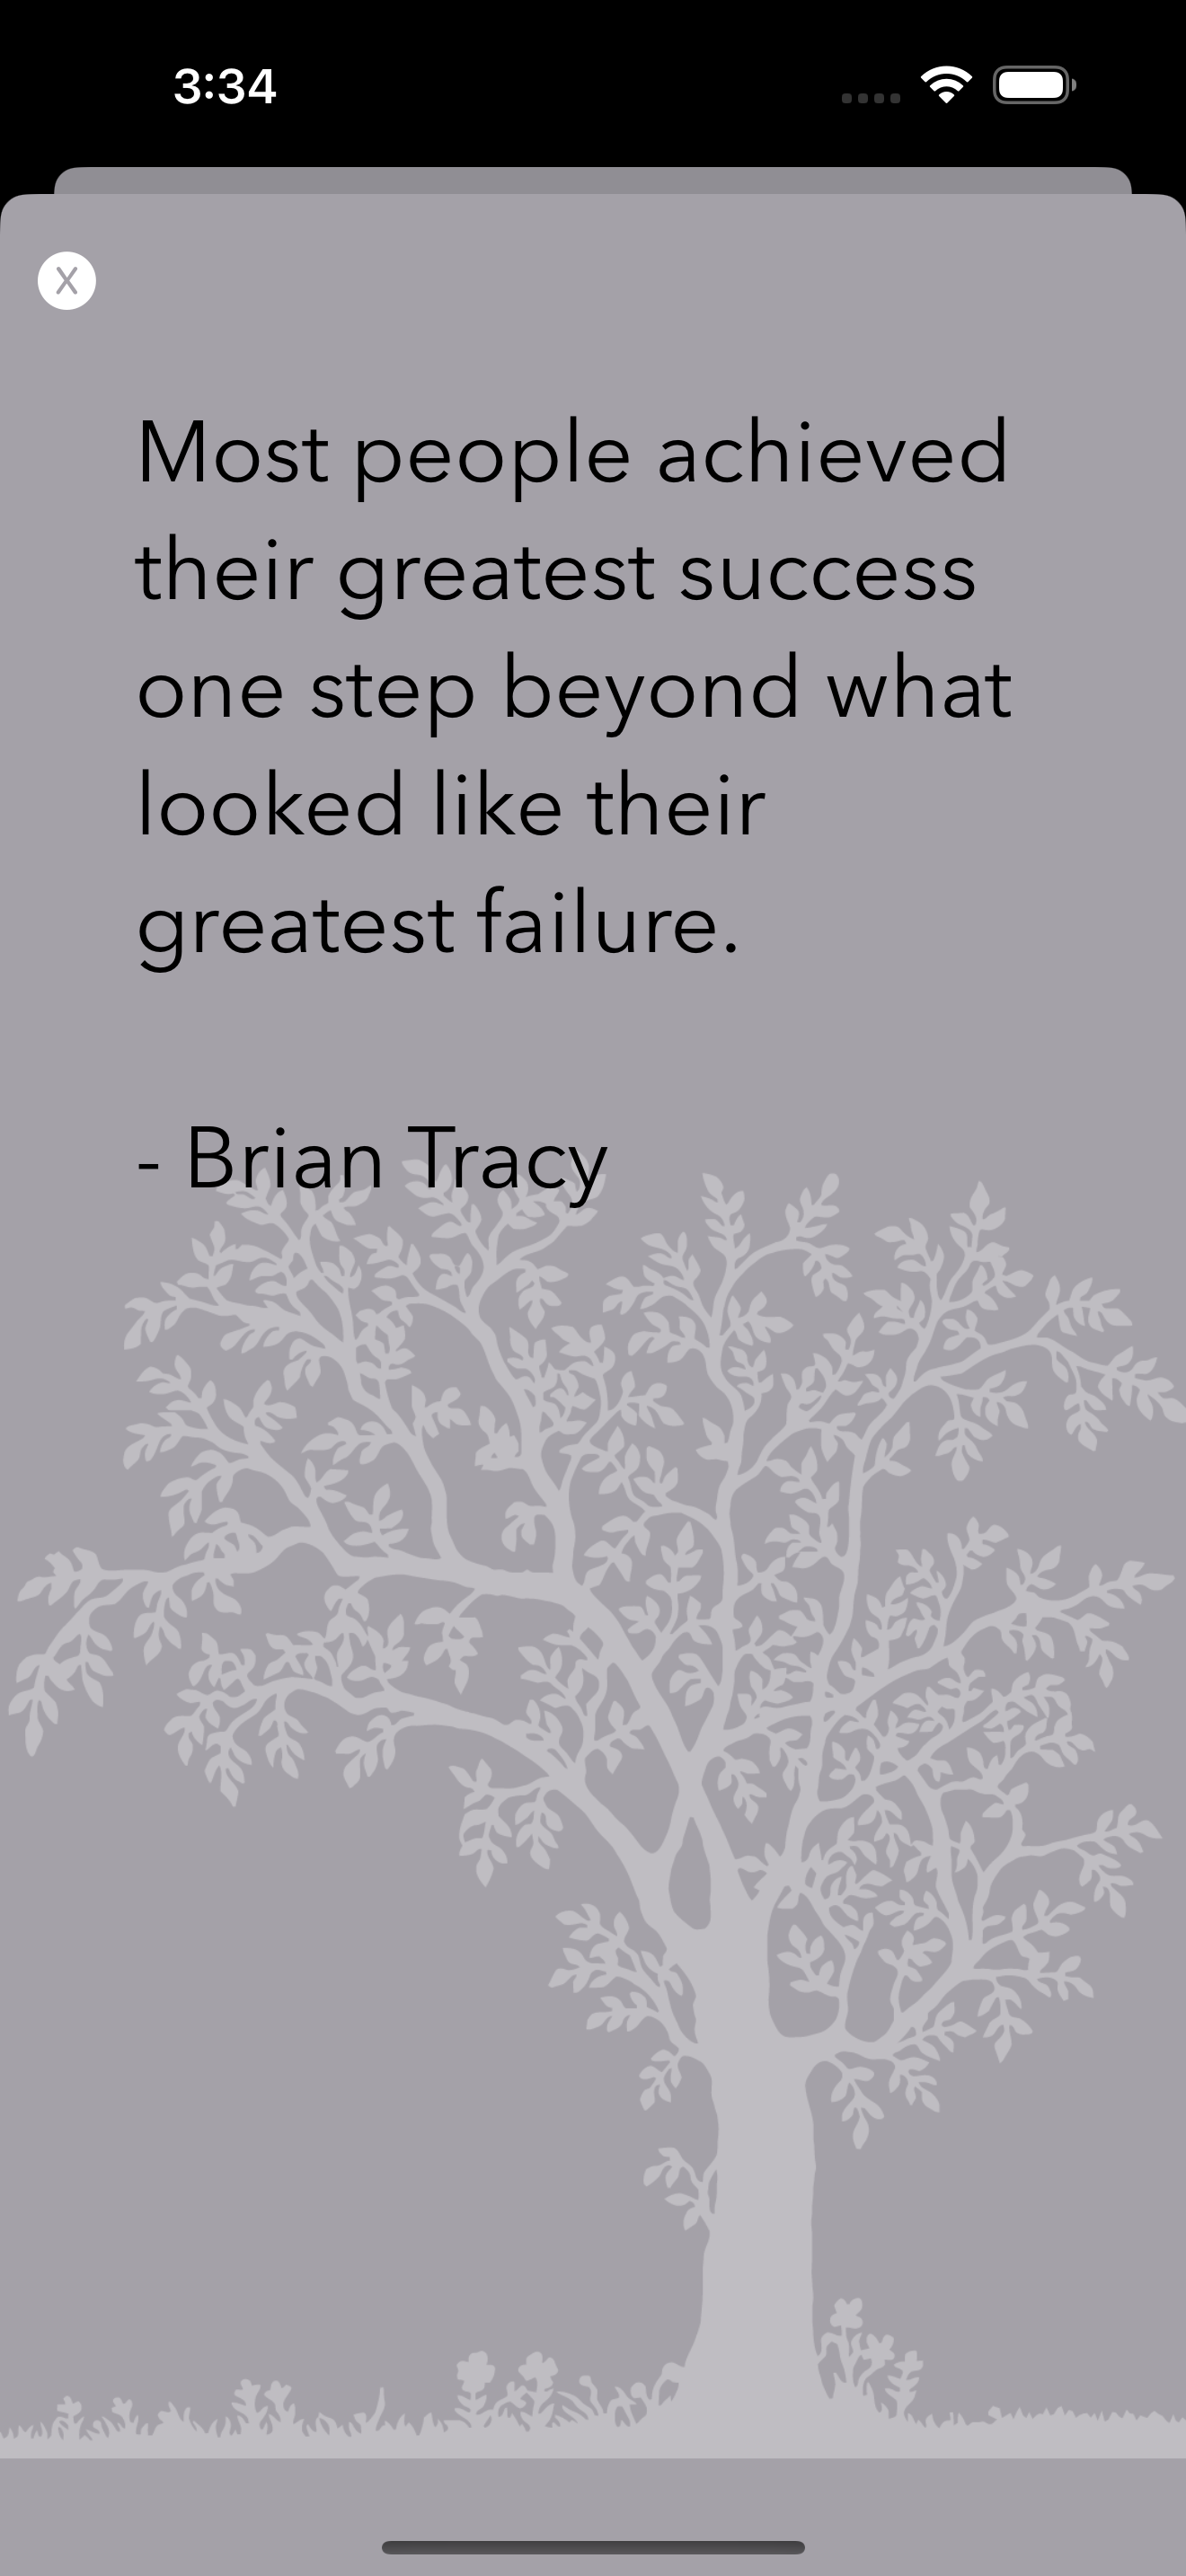 3:34
X
Most people achieved
their greatest success
one step beyond what
looked like their
greatest failure.
- Brian Tracy